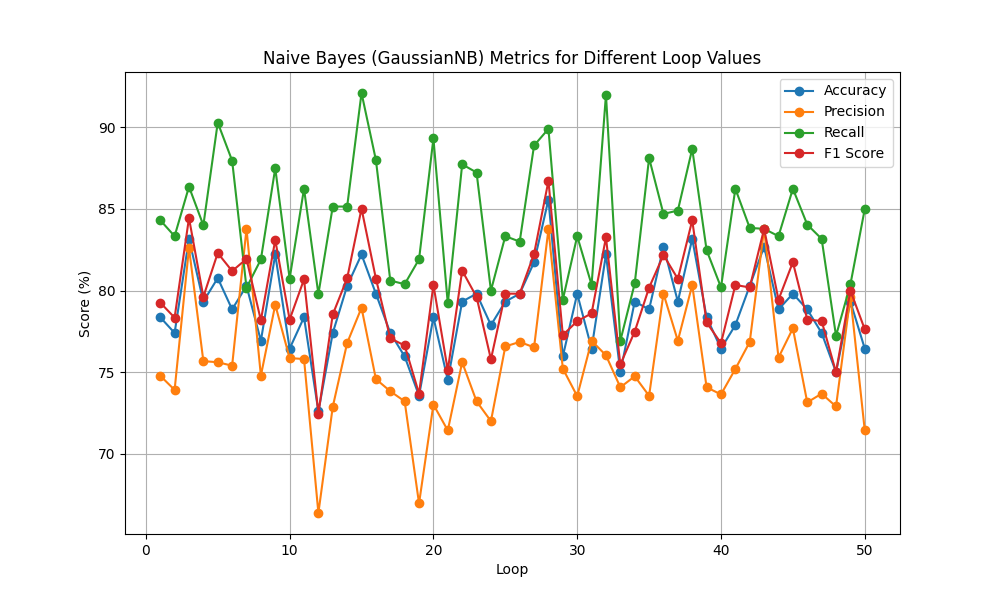 Naive Bayes (GaussianNB) Metrics for Different Loop Values
Accuracy
Precision
Recall
F1 Score
90
85
80
75
70
Score (%)
0 10 20 30 40 50
Loop